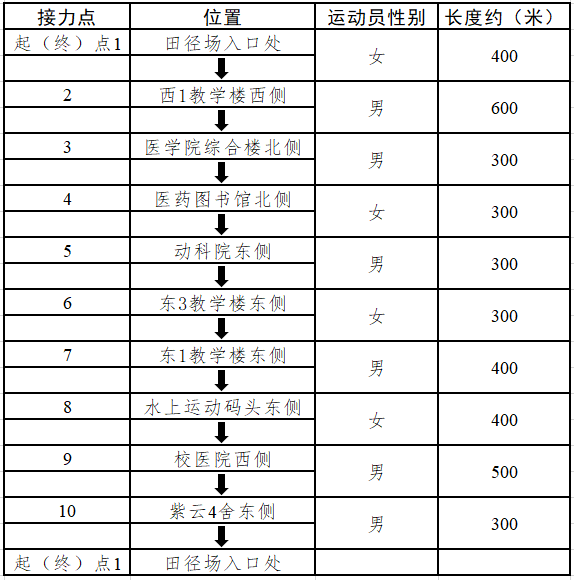 接力点 位置 运动员性别 长度约（米）
起（终）点1 田径场入口处 女 400
2 西1教学楼西侧 男 600
3 医学院综合楼北侧 男 300
4 医药图书馆北侧 女 300
5 动科院东侧 男 300
6 东3教学楼东侧 女 300
7 东1教学楼东侧 男 400
8 水上运动码头东侧 女 400
9 校医院西侧 男 500
10 紫云4舍东侧 男 300
起（终）点1 田径场入口处